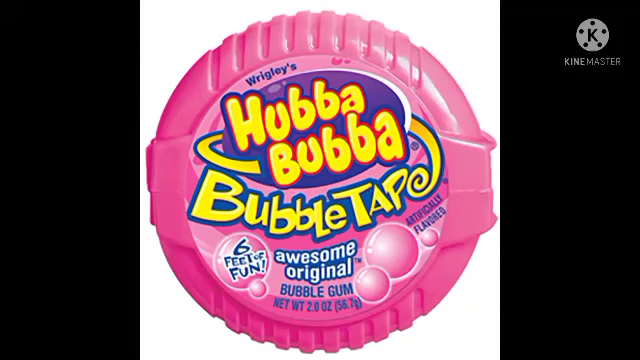 Wrigley's
Hubba
Bubba®
BubbleTape
ARTIFICIALLY
FLAVORED
6
FEET OF
FUN!
awesome
original™
BUBBLE GUM
NET WT 2.0 OZ (56.7g)
K
KINEMASTER